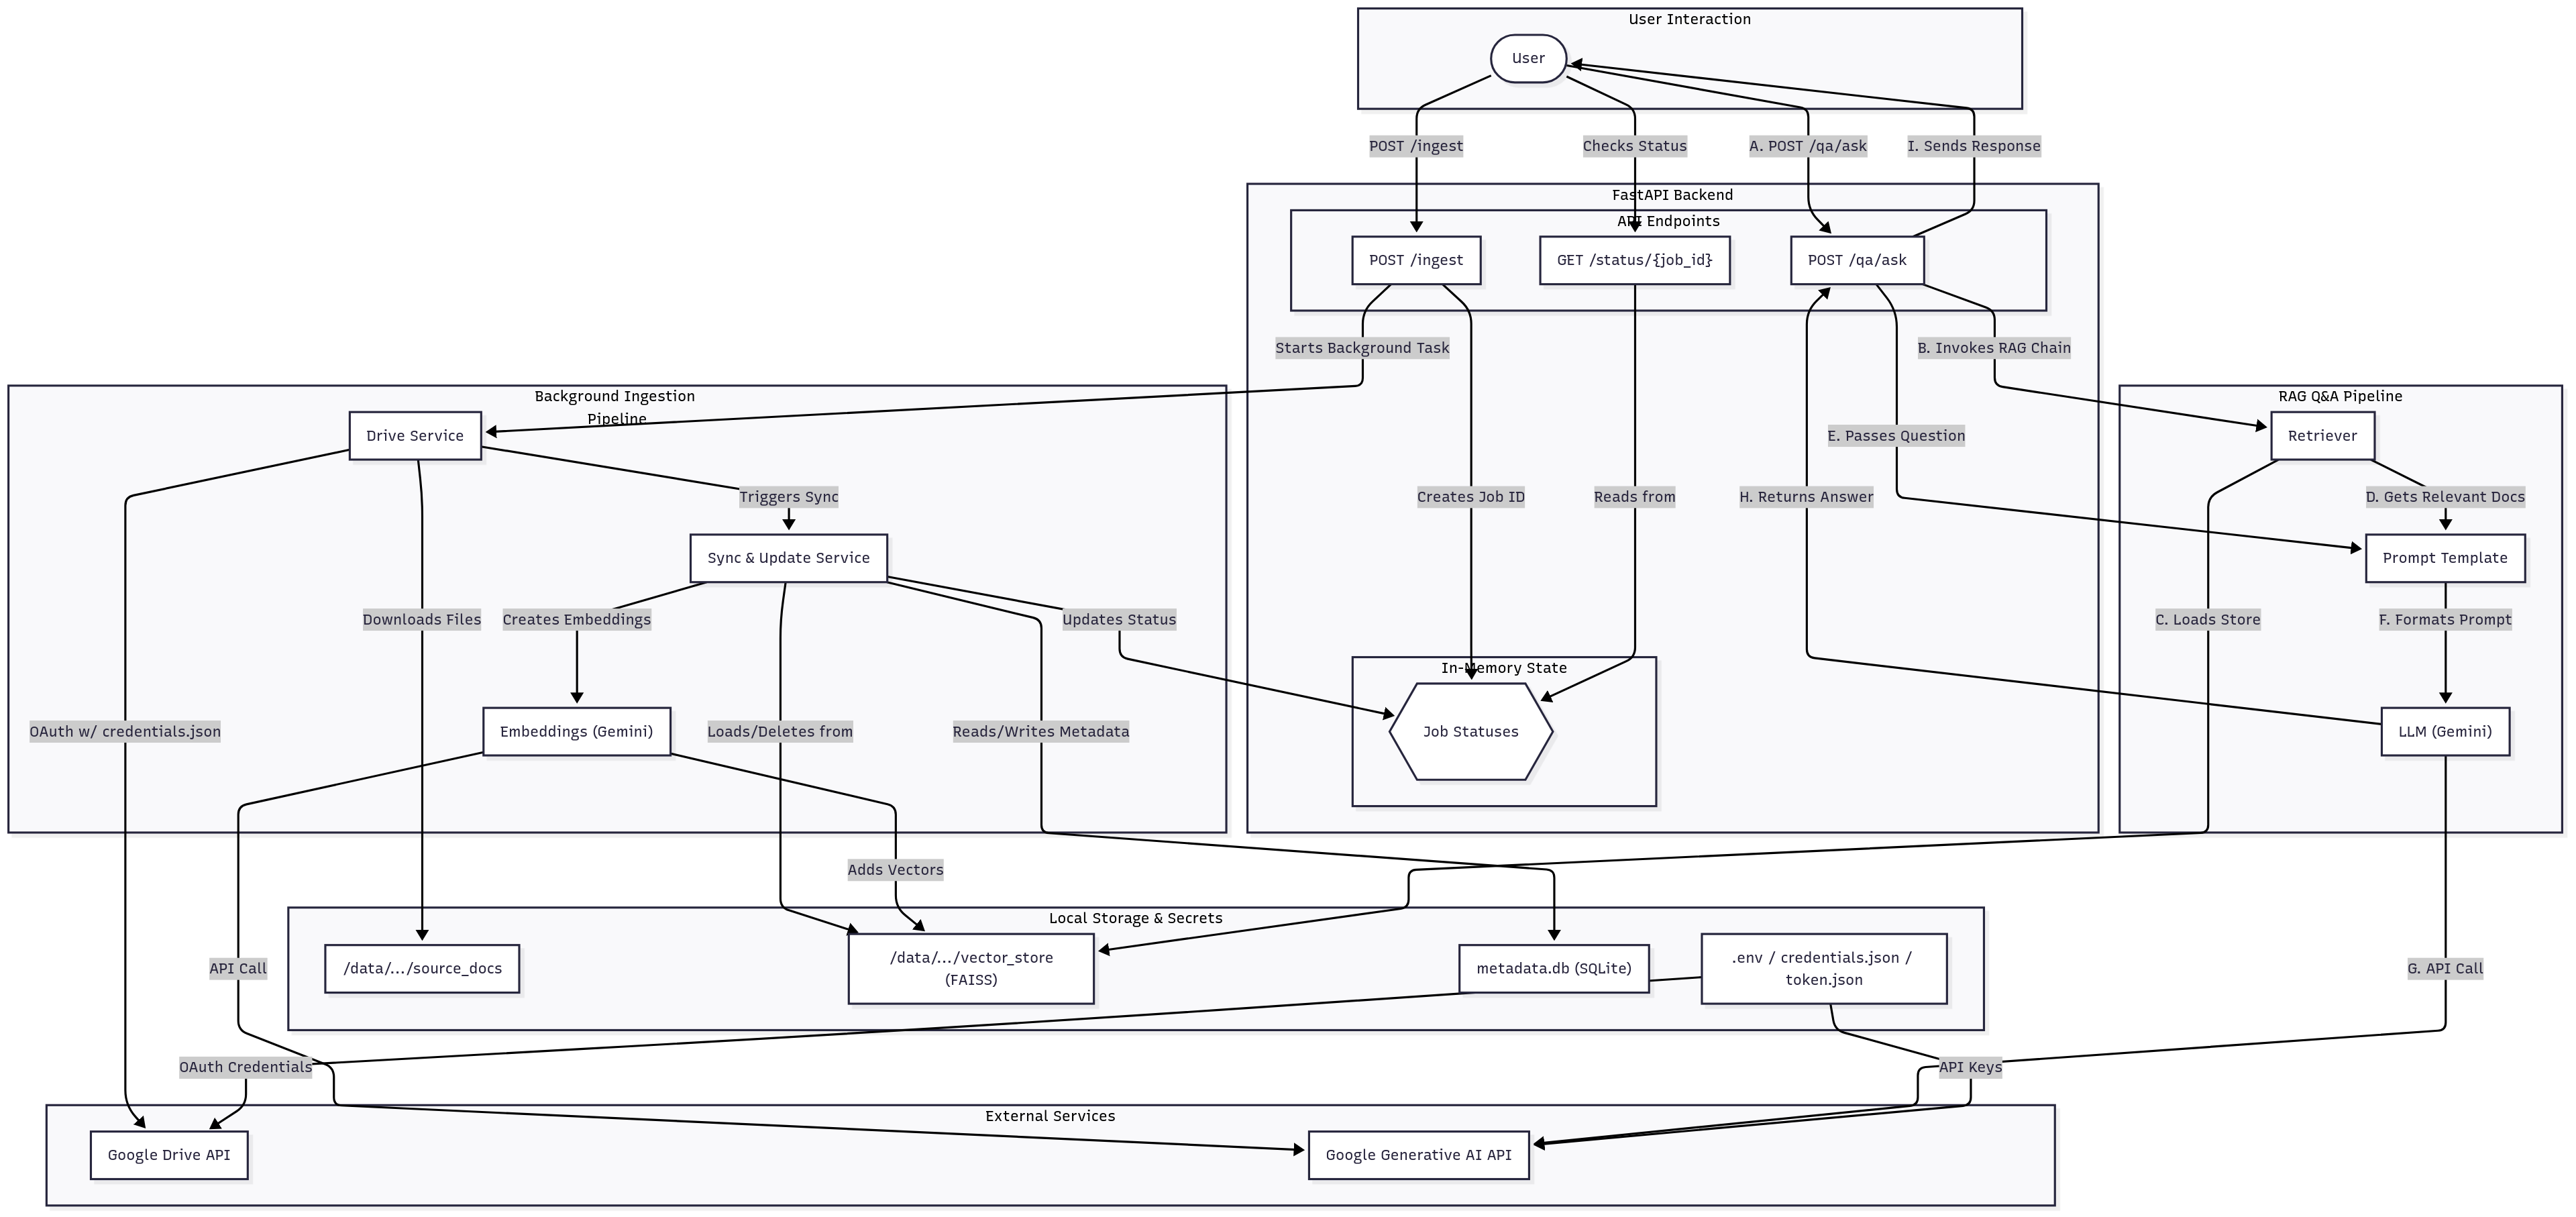 User Interaction
User
POST /ingest
Checks Status
A. POST /qa/ask
I. Sends Response
FastAPI Backend
API Endpoints
POST /ingest
GET /status/{job_id}
POST /qa/ask
Starts Background Task
B. Invokes RAG Chain
Background Ingestion
Pipeline
RAG Q&A Pipeline
Drive Service
E. Passes Question
Retriever
Triggers Sync
Creates Job ID
Reads from
H. Returns Answer
D. Gets Relevant Docs
Sync & Update Service
Prompt Template
Downloads Files
Creates Embeddings
Updates Status
C. Loads Store
F. Formats Prompt
In-Memory State
OAuth w/ credentials.json
Embeddings (Gemini)
Loads/Deletes from
Reads/Writes Metadata
Job Statuses
LLM (Gemini)
Adds Vectors
Local Storage & Secrets
API Call
/data/.../source_docs
/data/.../vector_store
(FAISS)
metadata.db (SQLite)
.env / credentials.json /
token.json
G. API Call
OAuth Credentials
API Keys
External Services
Google Drive API
Google Generative AI API